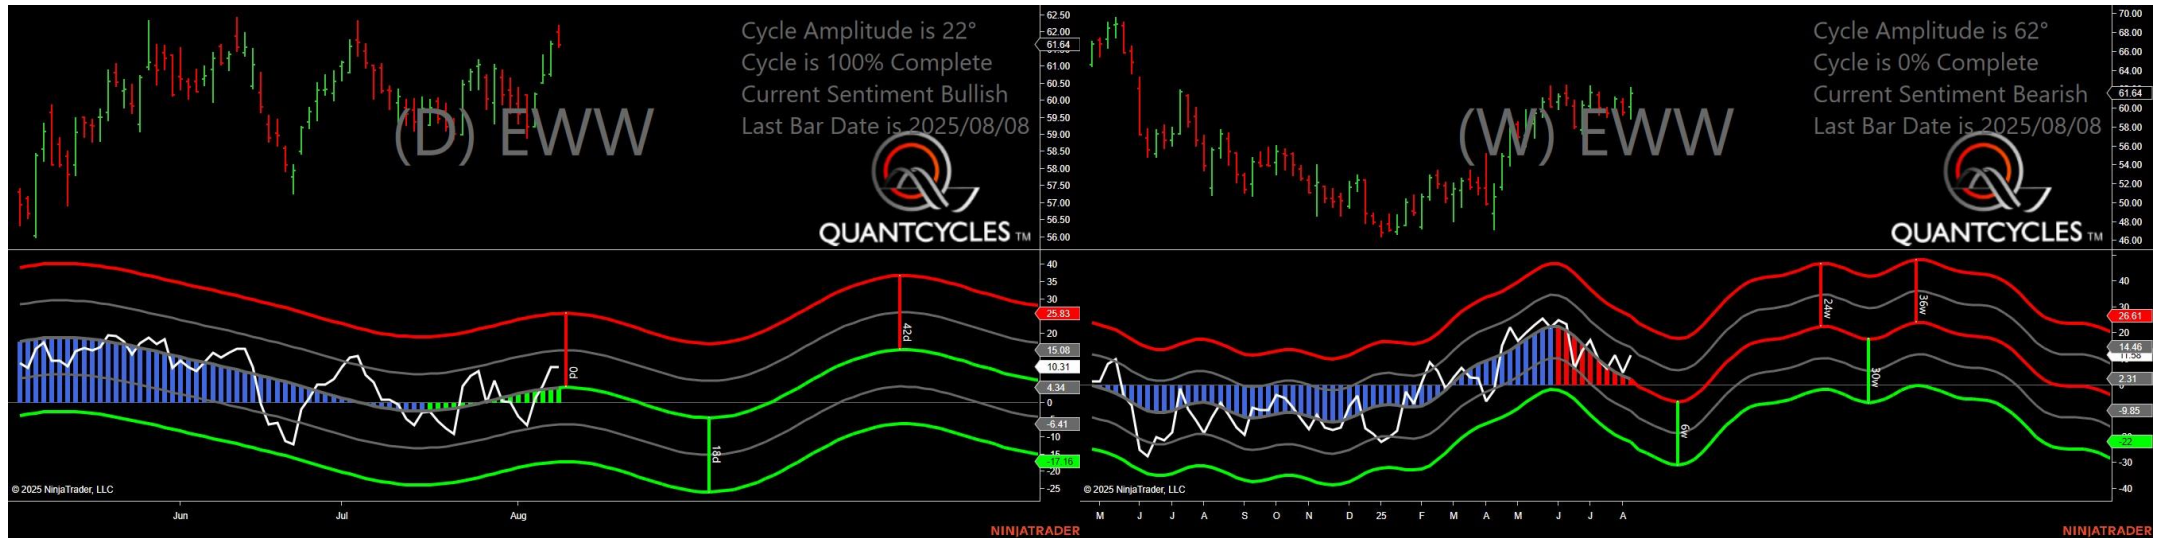 Cycle Amplitude is 22°
Cycle is 100% Complete
Current Sentiment Bullish
Last Bar Date is 2025/08/08
(D) EWW
QUANTCYCLES TM
62.50
62.00
61.64
61.00
60.50
60.00
59.50
59.00
58.50
58.00
57.50
57.00
56.50
56.00
40
35
30
25.83
20
15.08
10.31
4.34
0
-6.41
-10
-17.16
-20
-25
0d
18d
42d
© 2025 NinjaTrader, LLC
Jun
Jul
Aug
NINJATRADER
Cycle Amplitude is 62°
Cycle is 0% Complete
Current Sentiment Bearish
Last Bar Date is 2025/08/08
(W) EWW
QUANTCYCLES TM
70.00
68.00
66.00
64.00
61.64
60.00
58.00
56.00
54.00
52.00
50.00
48.00
46.00
40
30
26.61
20
14.46
2.31
-9.85
-22
-30
-40
6w
24w
30w
36w
© 2025 NinjaTrader, LLC
M J J A S O N D 25 F M A M J J A
NINJATRADER